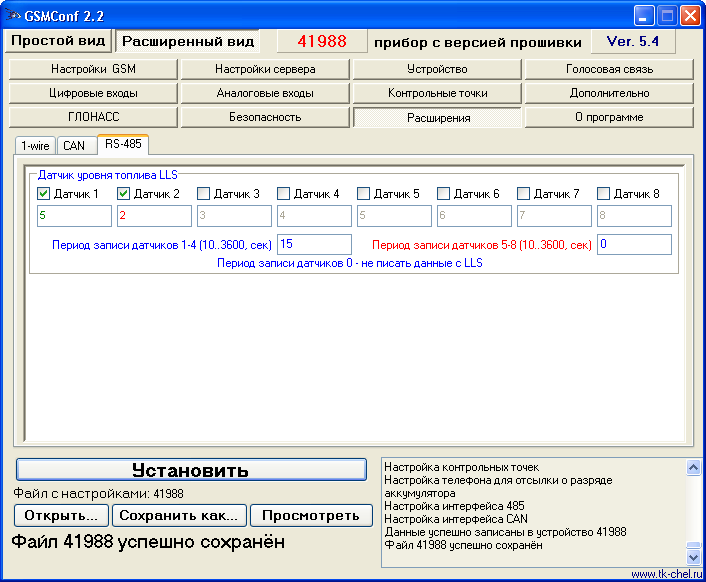 GSMConf 2.2
Простой вид Расширенный вид 41988 прибор с версией прошивки Ver. 5.4
Настройки GSM Настройки сервера Устройство Голосовая связь
Цифровые входы Аналоговые входы Контрольные точки Дополнительно
ГЛОНАСС Безопасность Расширения О программе
1-wire CAN RS-485
Датчик уровня топлива LLS
Датчик 1 Датчик 2 Датчик 3 Датчик 4 Датчик 5 Датчик 6 Датчик 7 Датчик 8
5 2 3 4 5 6 7 8
Период записи датчиков 1-4 (10..3600, сек) 15 Период записи датчиков 5-8 (10..3600, сек) 0
Период записи датчиков 0 - не писать данные с LLS
Установить
Файл с настройками: 41988
Открыть... Сохранить как... Просмотреть
Файл 41988 успешно сохранён
Настройка контрольных точек
Настройка телефона для отсылки о разряде
аккумулятора
Настройка интерфейса 485
Настройка интерфейса CAN
Данные успешно записаны в устройство 41988
Файл 41988 успешно сохранён
www.tk-chel.ru